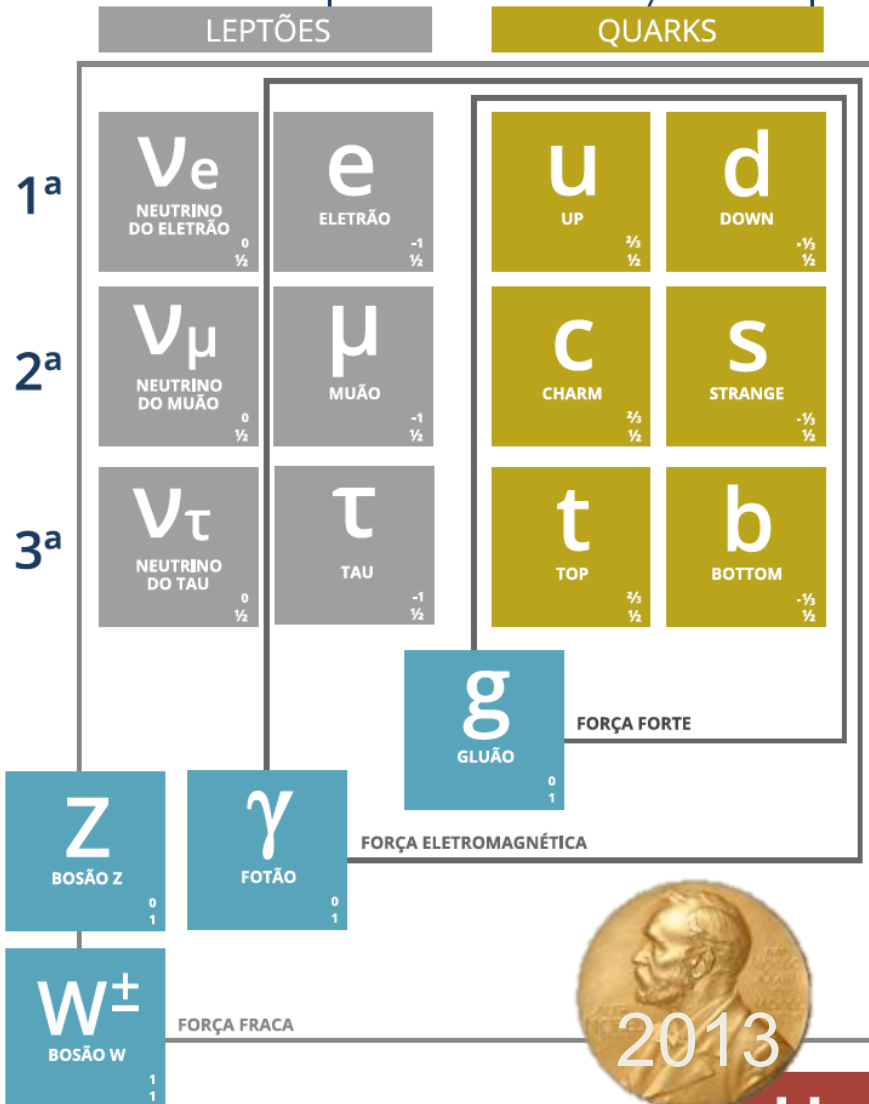 LEPTÕES
QUARKS
1ª
νe
NEUTRINO
DO ELETRÃO
0
½
e
ELETRÃO
-1
½
u
UP
⅔
½
d
DOWN
-⅓
½
2ª
νμ
NEUTRINO
DO MUÃO
0
½
μ
MUÃO
-1
½
c
CHARM
⅔
½
s
STRANGE
-⅓
½
3ª
ντ
NEUTRINO
DO TAU
0
½
τ
TAU
-1
½
t
TOP
⅔
½
b
BOTTOM
-⅓
½
g
GLUÃO
0
1
FORÇA FORTE
Z
BOSÃO Z
0
1
γ
FOTÃO
0
1
FORÇA ELETROMAGNÉTICA
W±
BOSÃO W
1
1
FORÇA FRACA
2013